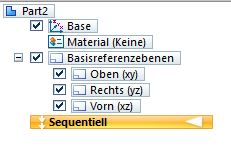 Part2
Base
Material (Keine)
Basisreferenzebenen
Oben (xy)
Rechts (yz)
Vorn (xz)
Sequentiell